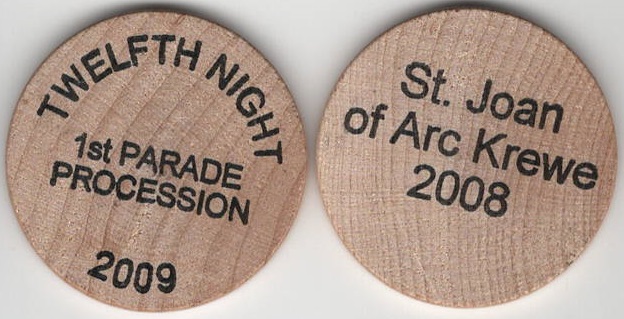 TWELFTH NIGHT
1st PARADE
PROCESSION
2009
St. Joan
of Arc Krewe
2008